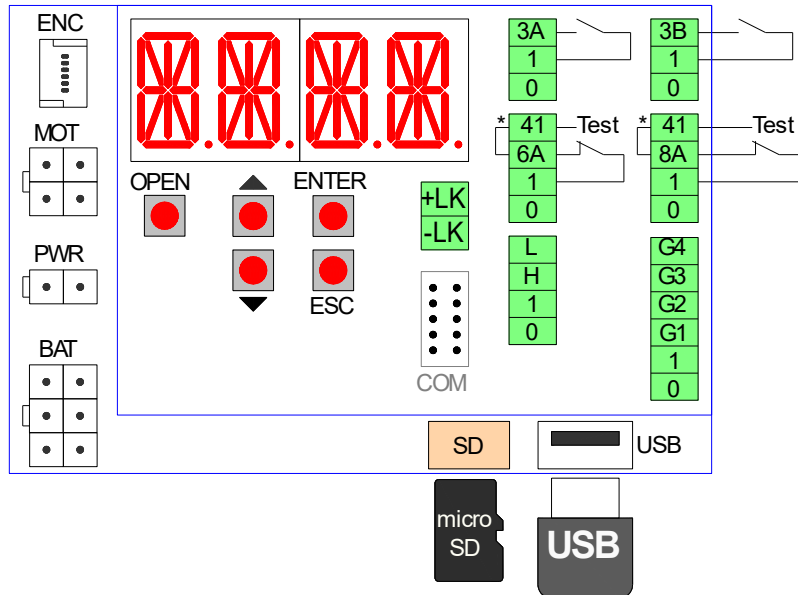 ENC
MOT
PWR
BAT
OPEN
ENTER
ESC
+LK
-LK
COM
3A
1
0
* 41 Test
6A
1
0
L
H
1
0
3B
1
0
* 41 Test
8A
1
0
G4
G3
G2
G1
1
0
SD
USB
micro
SD
USB